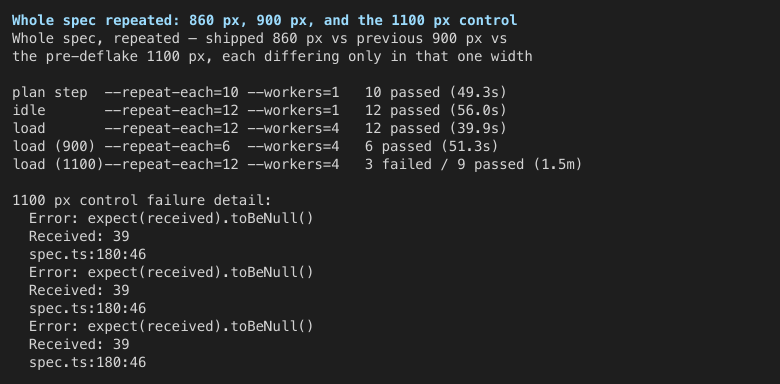 Whole spec repeated: 860 px, 900 px, and the 1100 px control
Whole spec, repeated — shipped 860 px vs previous 900 px vs
the pre-deflake 1100 px, each differing only in that one width
plan step  --repeat-each=10 --workers=1   10 passed (49.3s)
idle       --repeat-each=12 --workers=1   12 passed (56.0s)
load       --repeat-each=12 --workers=4   12 passed (39.9s)
load (900) --repeat-each=6  --workers=4   6 passed (51.3s)
load (1100)--repeat-each=12 --workers=4   3 failed / 9 passed (1.5m)
1100 px control failure detail:
  Error: expect(received).toBeNull()
  Received: 39
  spec.ts:180:46
  Error: expect(received).toBeNull()
  Received: 39
  spec.ts:180:46
  Error: expect(received).toBeNull()
  Received: 39
  spec.ts:180:46